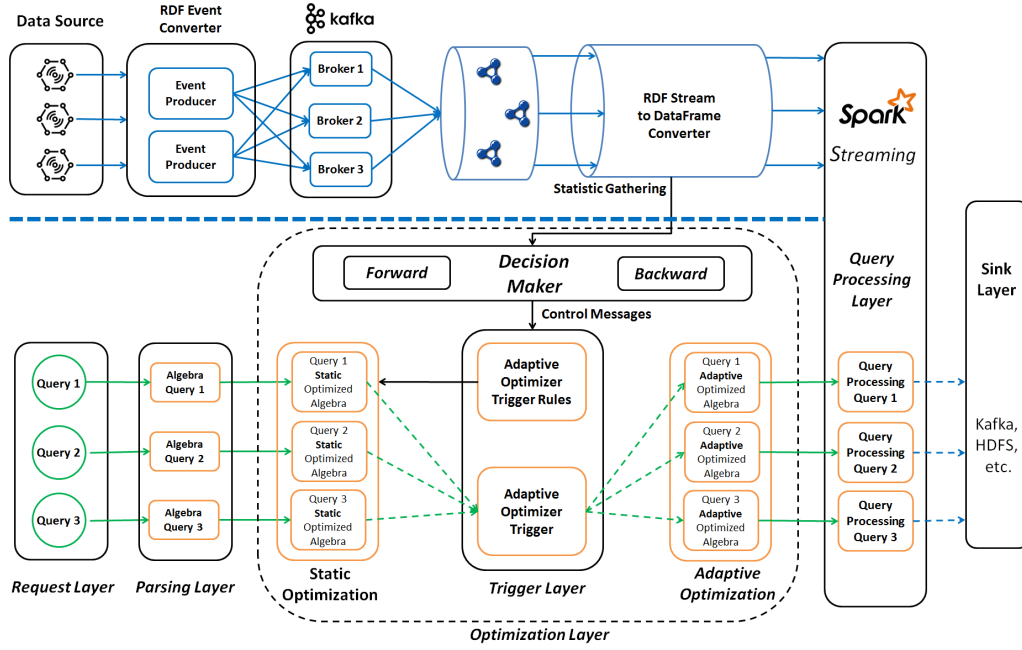 Data Source
RDF Event
Converter
kafka
Event
Producer
Event
Producer
Broker 1
Broker 2
Broker 3
RDF Stream
to DataFrame
Converter
Spark
Streaming
Statistic Gathering
Decision
Maker
Forward
Backward
Control Messages
Query
Processing
Layer
Sink
Layer
Query 1
Query 2
Query 3
Algebra
Query 1
Algebra
Query 2
Algebra
Query 3
Query 1
Static
Optimized
Algebra
Query 2
Static
Optimized
Algebra
Query 3
Static
Optimized
Algebra
Adaptive
Optimizer
Trigger Rules
Adaptive
Optimizer
Trigger
Query 1
Adaptive
Optimized
Algebra
Query 2
Adaptive
Optimized
Algebra
Query 3
Adaptive
Optimized
Algebra
Query
Processing
Query 1
Query
Processing
Query 2
Query
Processing
Query 3
Kafka,
HDFS,
etc.
Request Layer
Parsing Layer
Static
Optimization
Trigger Layer
Adaptive
Optimization
Optimization Layer